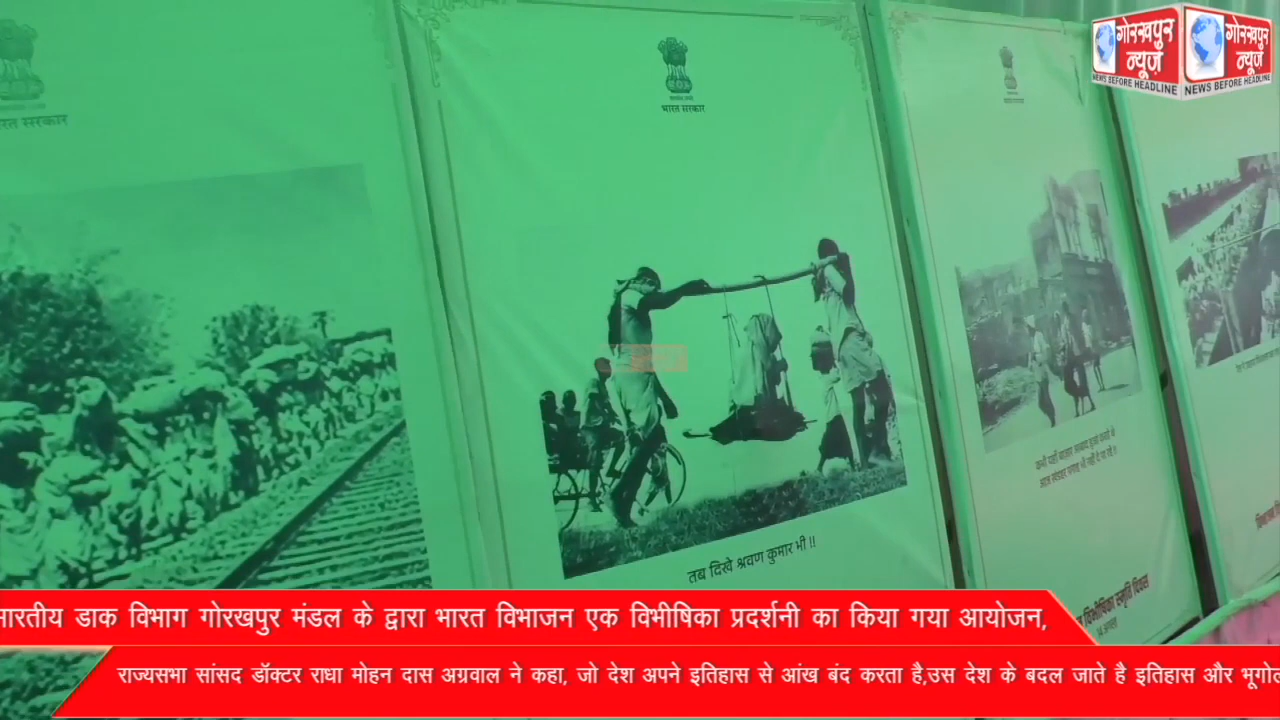 गोरखपुर न्यूज़
NEWS BEFORE HEADLINE
गोरखपुर न्यूज़
NEWS BEFORE HEADLINE
भारत सरकार
तब दिखे श्रवण कुमार भी !!
विभीषिका स्मृति दिवस
भारतीय डाक विभाग गोरखपुर मंडल के द्वारा भारत विभाजन एक विभीषिका प्रदर्शनी का किया गया आयोजन,
राज्यसभा सांसद डॉक्टर राधा मोहन दास अग्रवाल ने कहा, जो देश अपने इतिहास से आंख बंद करता है,उस देश के बदल जाते है इतिहास और